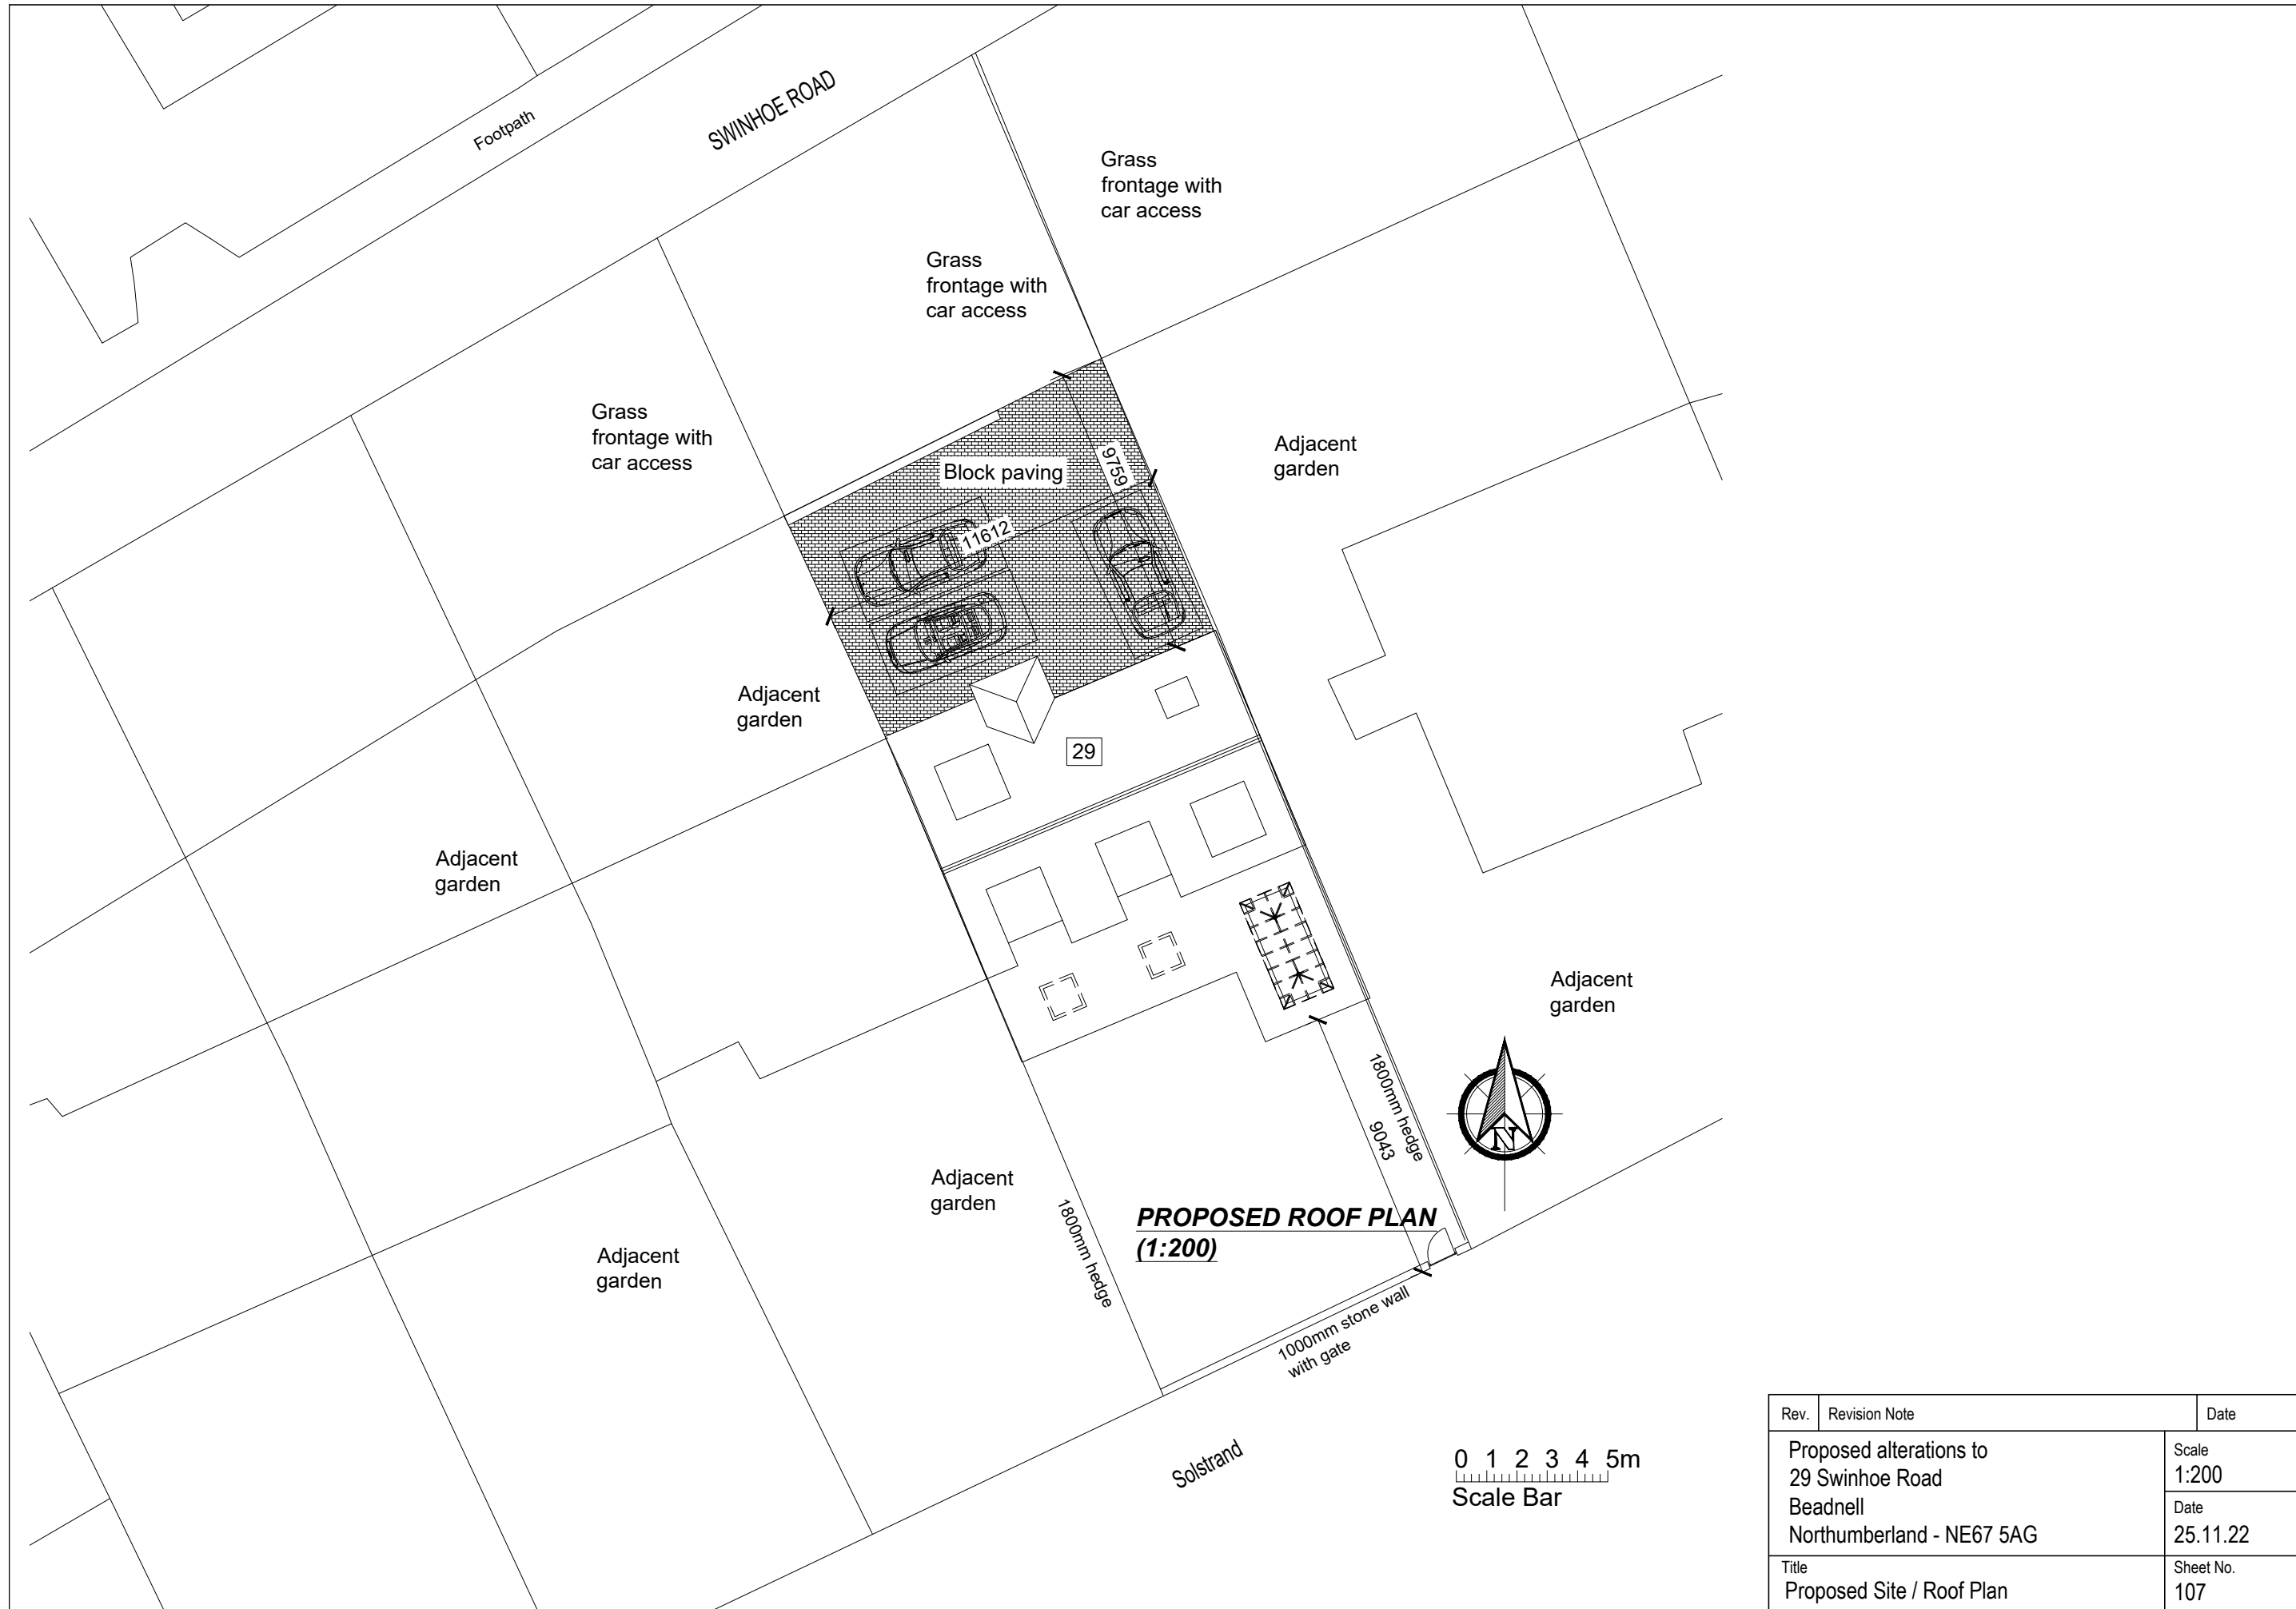 Footpath
SWINHOE ROAD
Grass
frontage with
car access
Grass
frontage with
car access
Grass
frontage with
car access
Adjacent
garden
Block paving
9759
11612
Adjacent
garden
29
Adjacent
garden
Adjacent
garden
1800mm hedge
9043
N
Adjacent
garden
PROPOSED ROOF PLAN
(1:200)
1800mm hedge
Adjacent
garden
1000mm stone wall
with gate
Solstrand
0 1 2 3 4 5m
Scale Bar
Rev. Revision Note Date
Proposed alterations to
29 Swinhoe Road
Beadnell
Northumberland - NE67 5AG
Scale
1:200
Date
25.11.22
Title
Proposed Site / Roof Plan
Sheet No.
107